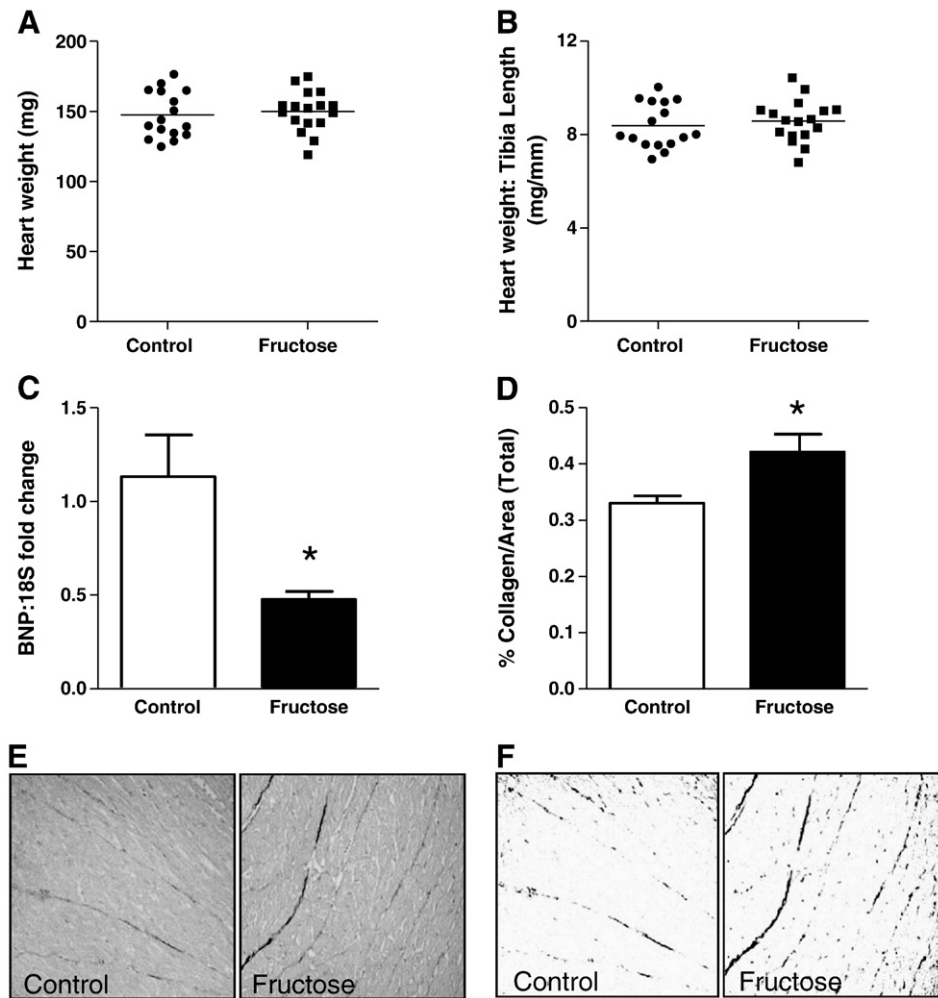 A
Heart weight (mg)
200
150
100
50
0
Control Fructose
B
Heart weight: Tibia Length
(mg/mm)
12
8
4
0
Control Fructose
C
BNP:18S fold change
1.5
1.0
0.5
0.0
*
Control Fructose
D
% Collagen/Area (Total)
0.5
0.4
0.3
0.2
0.1
0.0
*
Control Fructose
E
Control Fructose
F
Control Fructose